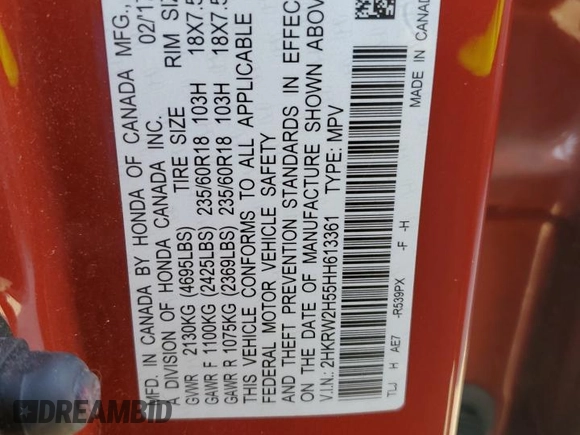 MFD. IN CANADA BY HONDA OF CANADA MFG.,
A DIVISION OF HONDA CANADA INC. 02/17
TIRE SIZE RIM SIZE
GVWR 2130KG (4695LBS)
GAWR F 1100KG (2425LBS) 235/60R18 103H 18X7.5
GAWR R 1075KG (2369LBS) 235/60R18 103H 18X7.5
THIS VEHICLE CONFORMS TO ALL APPLICABLE
FEDERAL MOTOR VEHICLE SAFETY
AND THEFT PREVENTION STANDARDS IN EFFECT
ON THE DATE OF MANUFACTURE SHOWN ABOVE
V.I.N.: 2HKRW2H55HH613361 TYPE: MPV
TLJ H AE7 -R539PX -F -H
MADE IN CANADA
DREAMBID